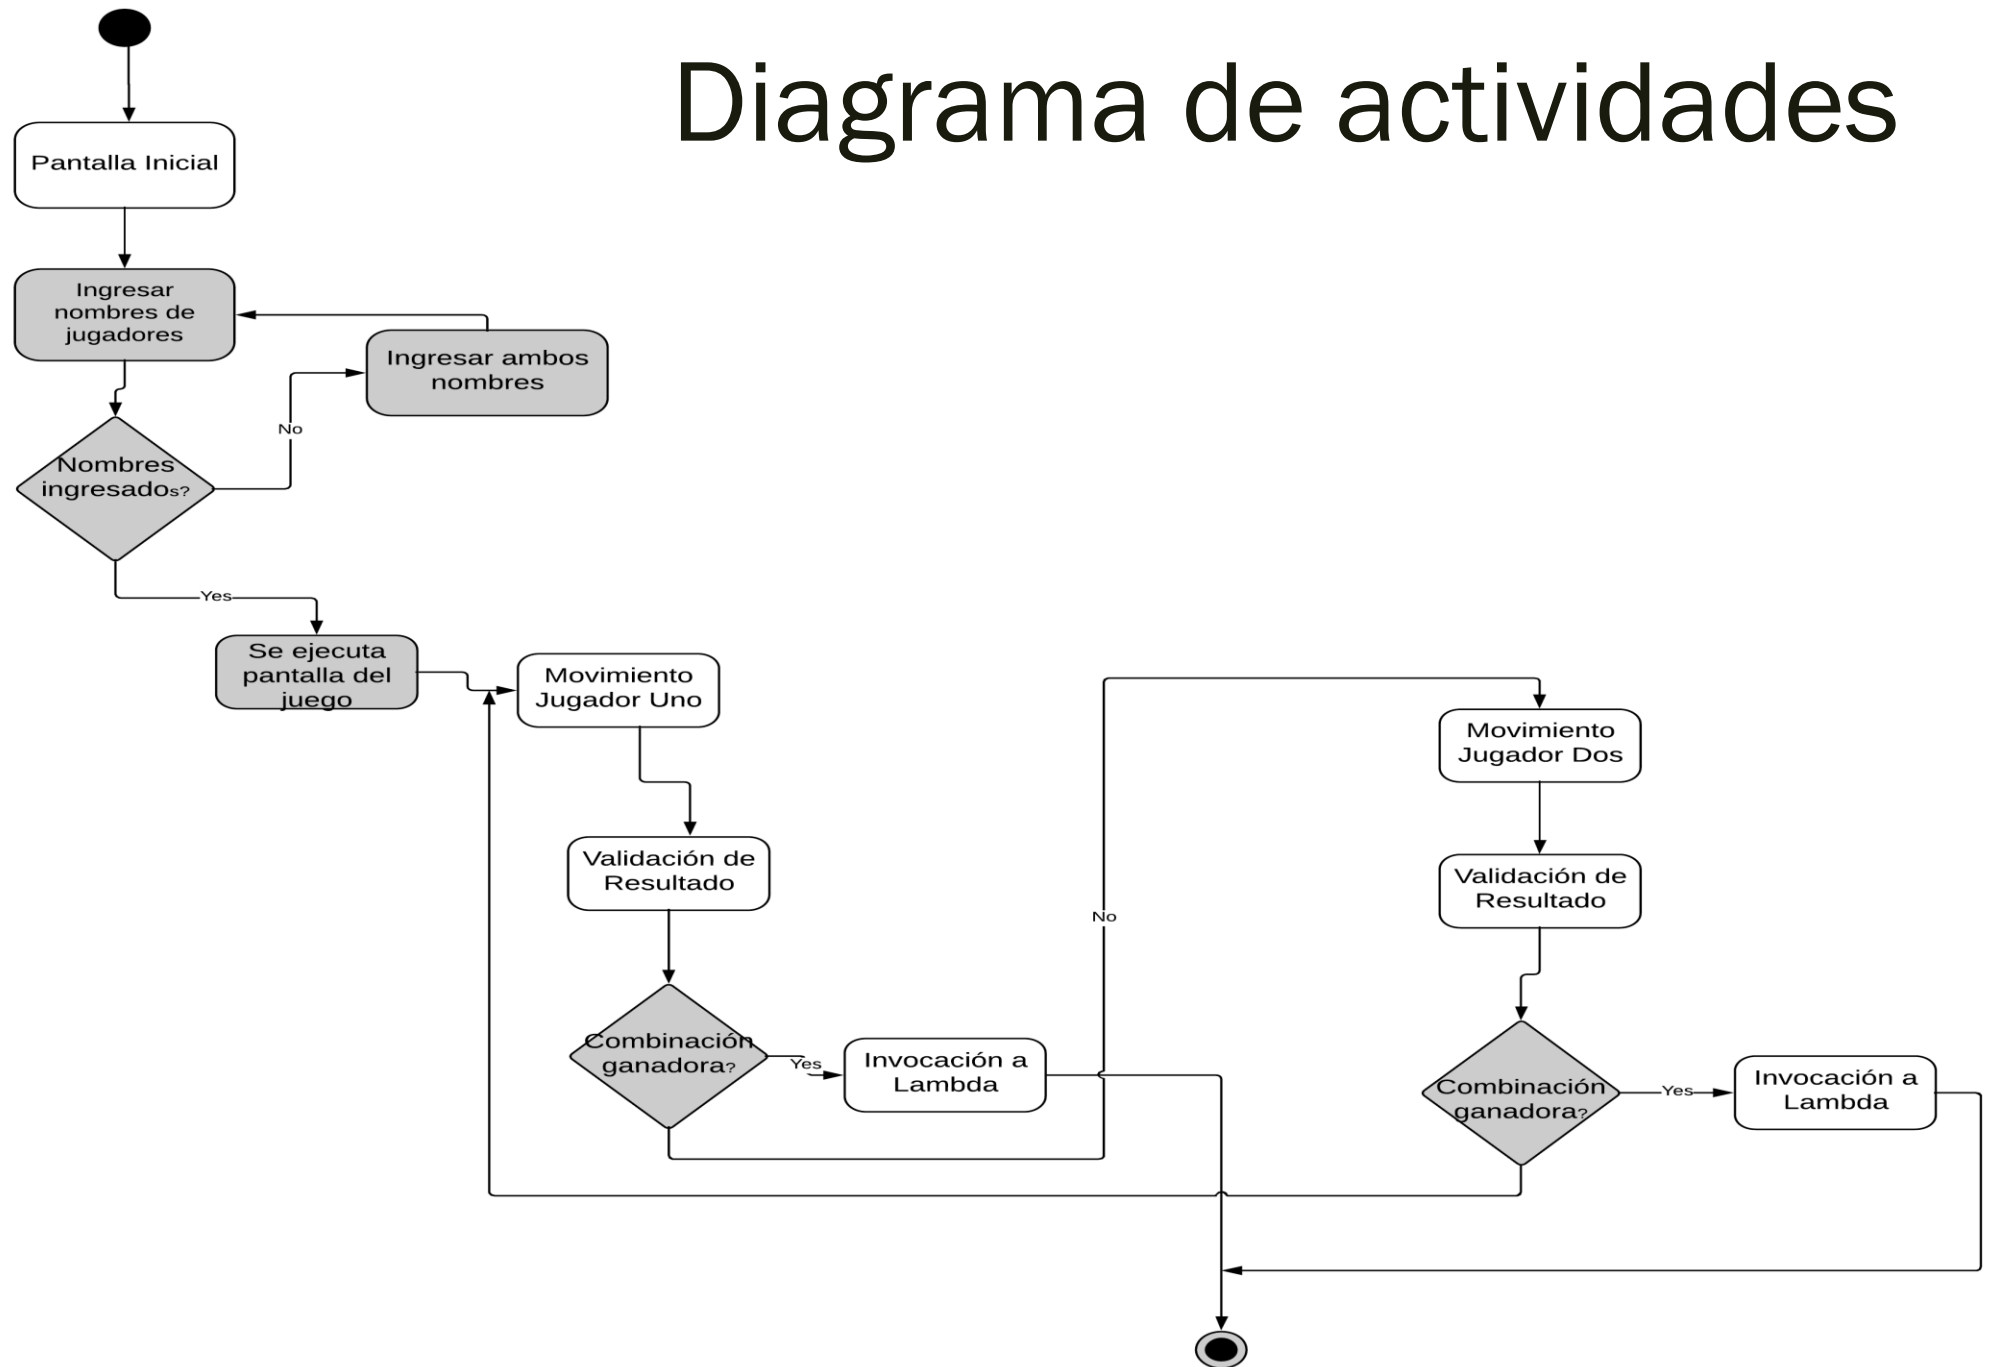 Diagrama de actividades
Pantalla Inicial
Ingresar
nombres de
jugadores
Ingresar ambos
nombres
No
Nombres
ingresados?
Yes
Se ejecuta
pantalla del
juego
Movimiento
Jugador Uno
Validación de
Resultado
Combinación
ganadora?
Yes
Invocación a
Lambda
No
Movimiento
Jugador Dos
Validación de
Resultado
Combinación
ganadora?
Yes
Invocación a
Lambda